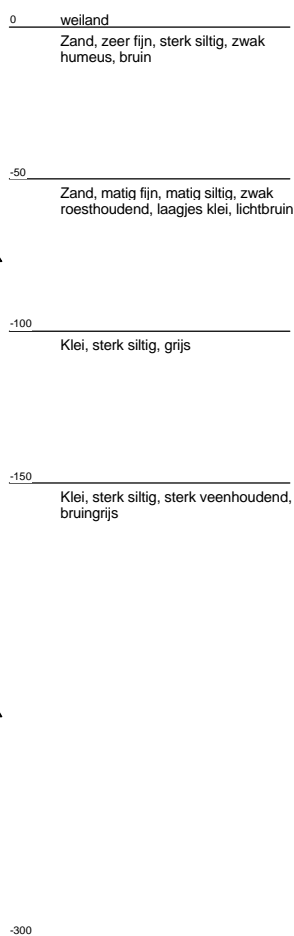 0 weiland
Zand, zeer fijn, sterk siltig, zwak
humeus, bruin
-50
Zand, matig fijn, matig siltig, zwak
roesthoudend, laagjes klei, lichtbruin
-100
Klei, sterk siltig, grijs
-150
Klei, sterk siltig, sterk veenhoudend,
bruingrijs
-300